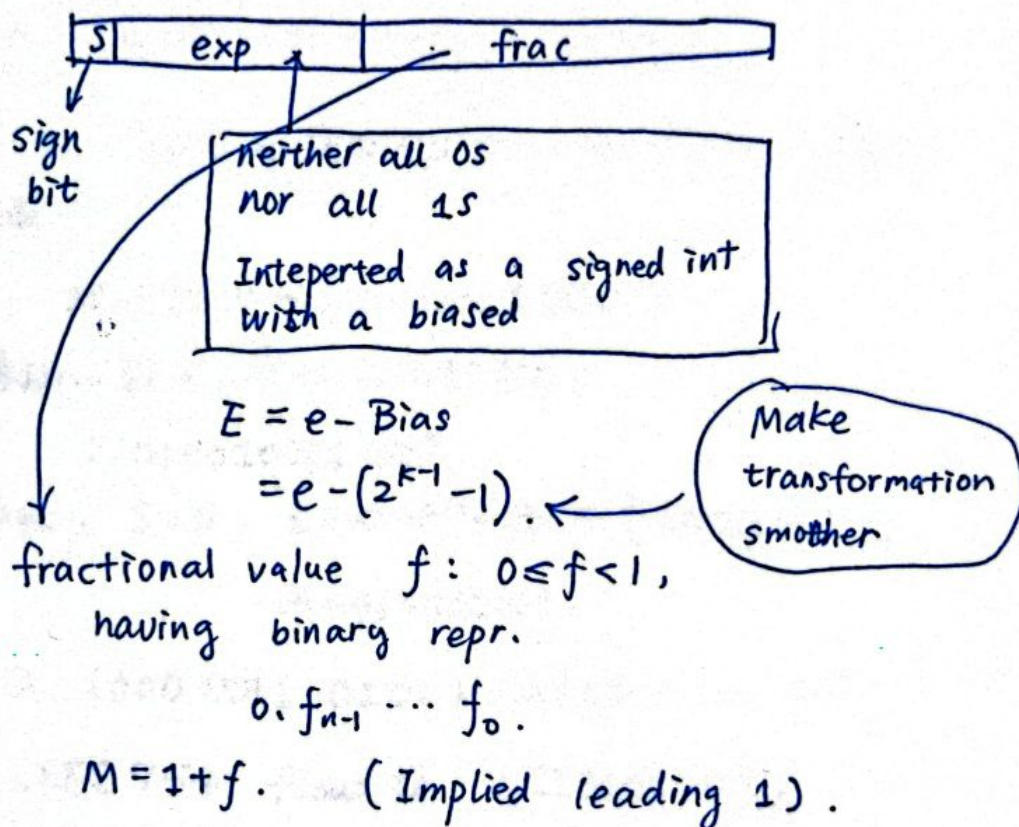 S exp frac
sign
bit
neither all 0s
nor all 1s
Inteperted as a signed int
with a biased
E = e - Bias
= e - (2^{k-1} - 1).
Make
transformation
smother
fractional value f: 0 ≤ f < 1,
having binary repr.
0. f_{n-1} ... f_0.
M = 1 + f. (Implied leading 1).